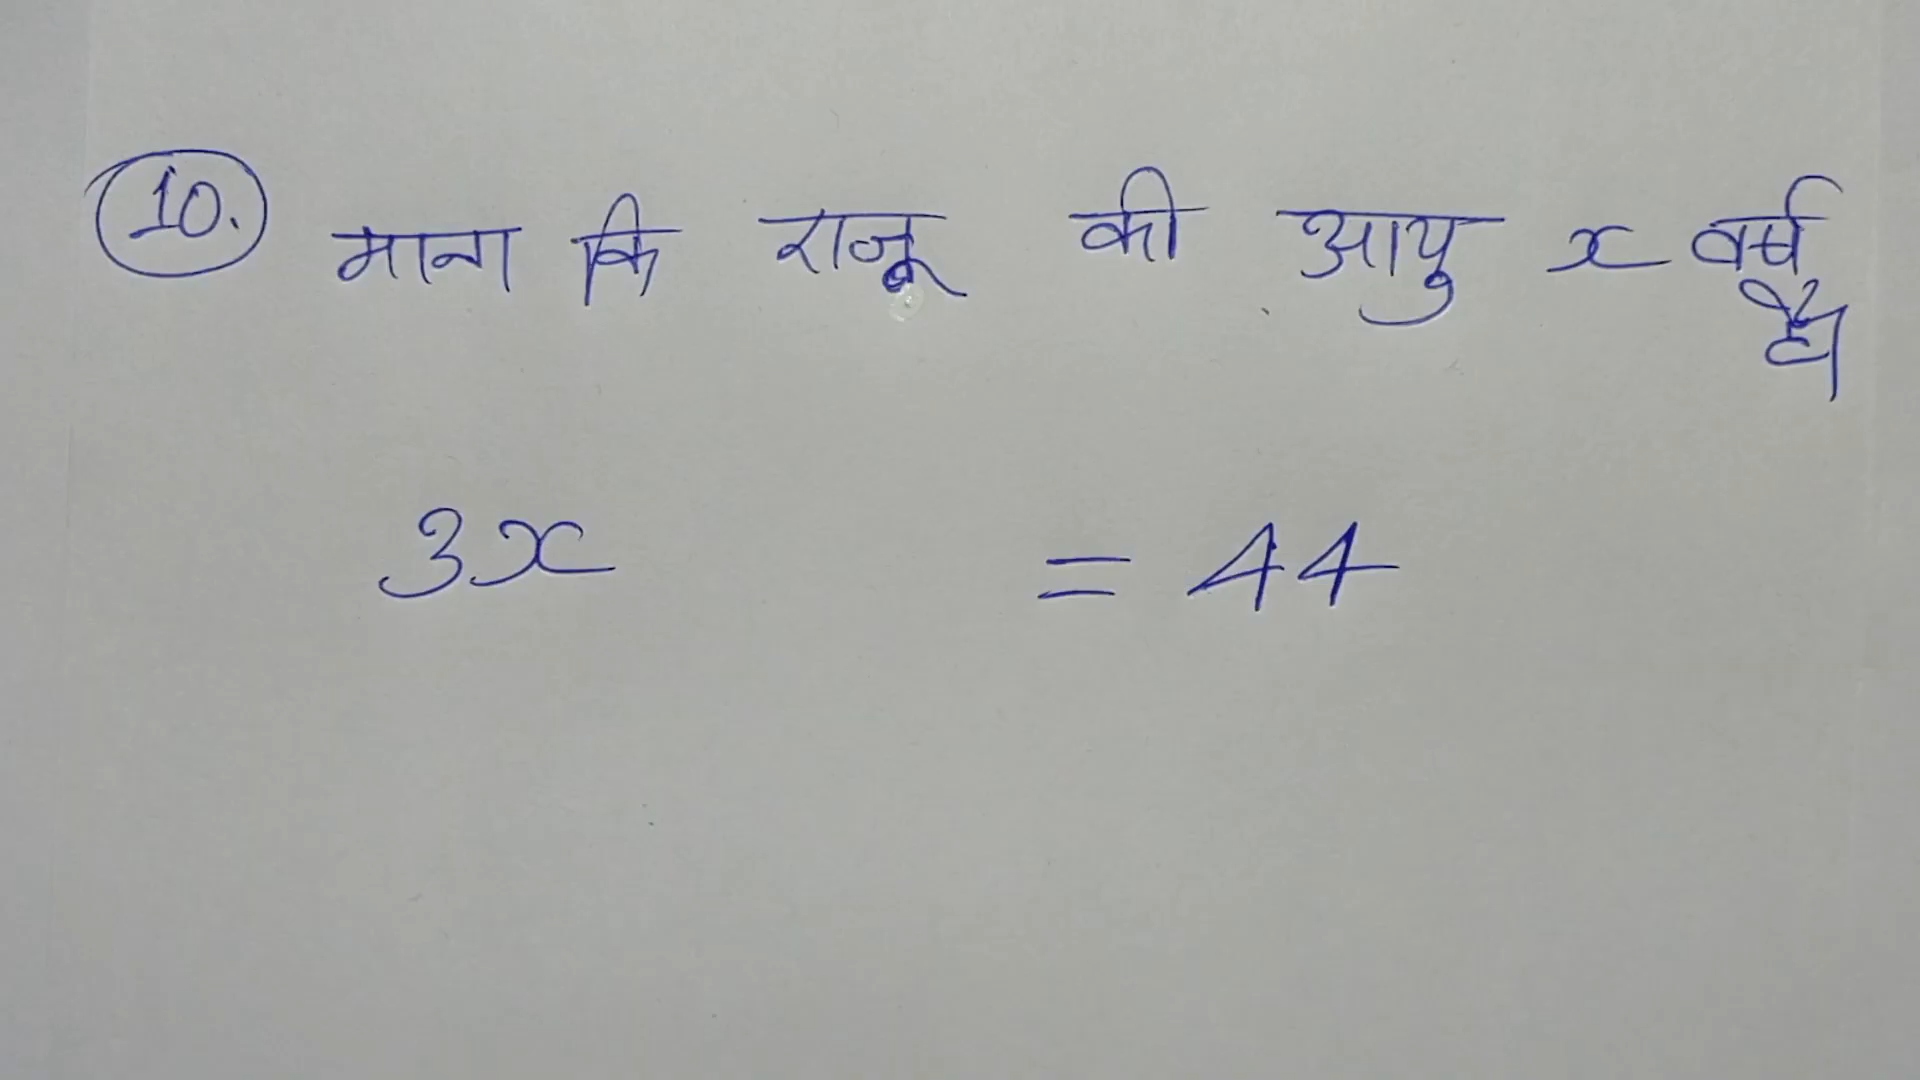 10. माना कि राजू की आयु x वर्ष है
3x = 44